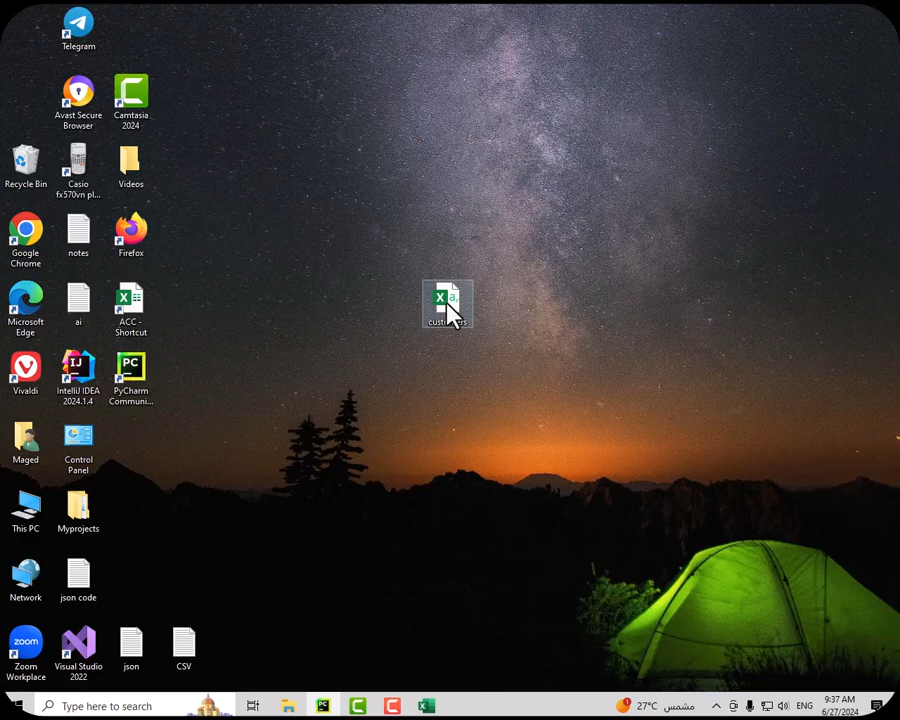 Telegram
Avast Secure
Browser
Camtasia
2024
Recycle Bin
Casio
fx570vn pl...
Videos
Google
Chrome
notes
Firefox
Microsoft
Edge
ai
ACC -
Shortcut
Vivaldi
IntelliJ IDEA
2024.1.4
PyCharm
Communi...
Maged
Control
Panel
This PC
Myprojects
Network
json code
Zoom
Workplace
Visual Studio
2022
json
CSV
customers
Type here to search
27°C مشمس
ENG
9:37 AM
6/27/2024